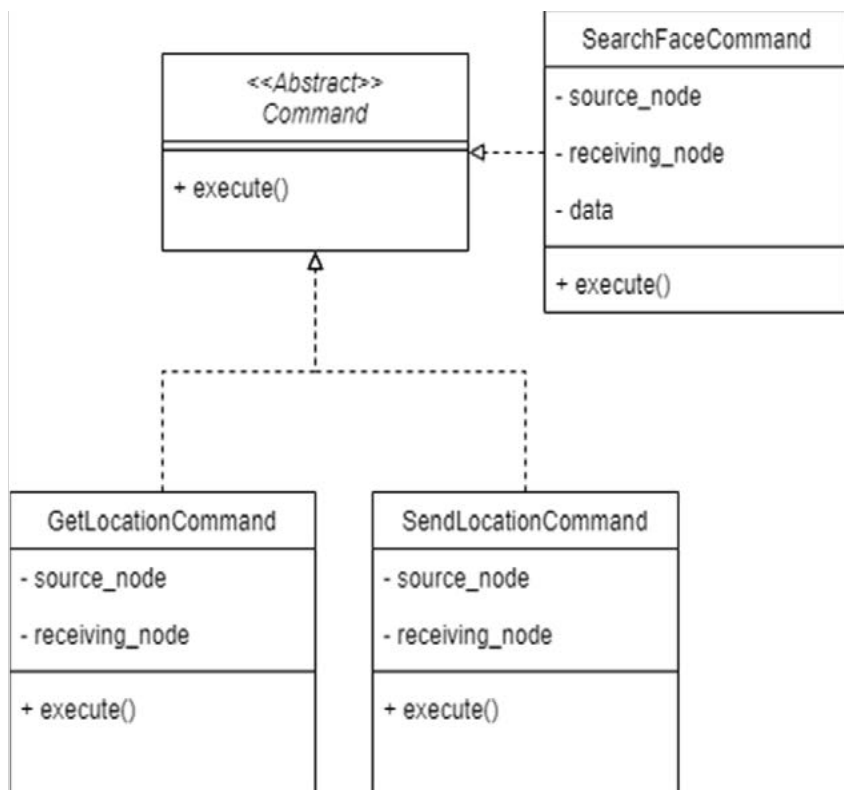 <<Abstract>>
Command
+ execute()
SearchFaceCommand
- source_node
- receiving_node
- data
+ execute()
GetLocationCommand
- source_node
- receiving_node
+ execute()
SendLocationCommand
- source_node
- receiving_node
+ execute()